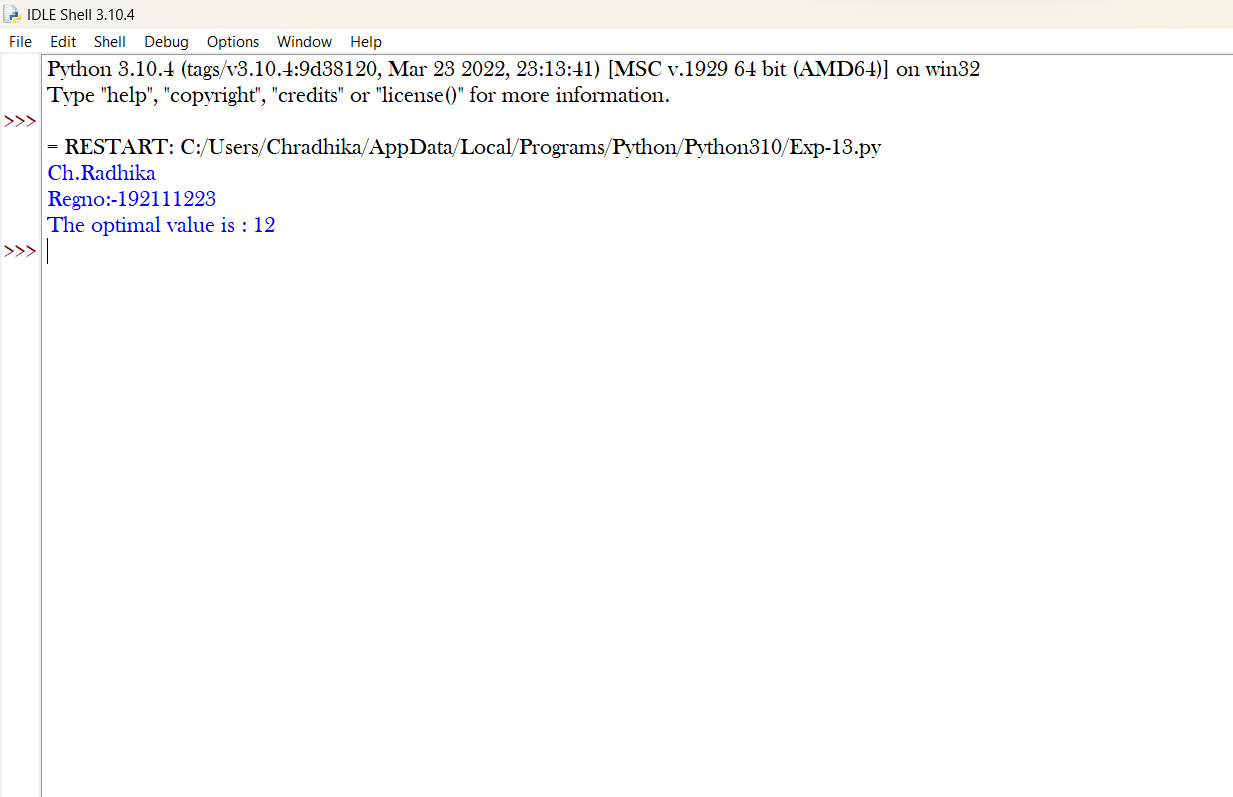 IDLE Shell 3.10.4
File Edit Shell Debug Options Window Help
Python 3.10.4 (tags/v3.10.4:9d38120, Mar 23 2022, 23:13:41) [MSC v.1929 64 bit (AMD64)] on win32
Type "help", "copyright", "credits" or "license()" for more information.
>>>
= RESTART: C:/Users/Chradhika/AppData/Local/Programs/Python/Python310/Exp-13.py
Ch.Radhika
Regno:-192111223
The optimal value is : 12
>>>